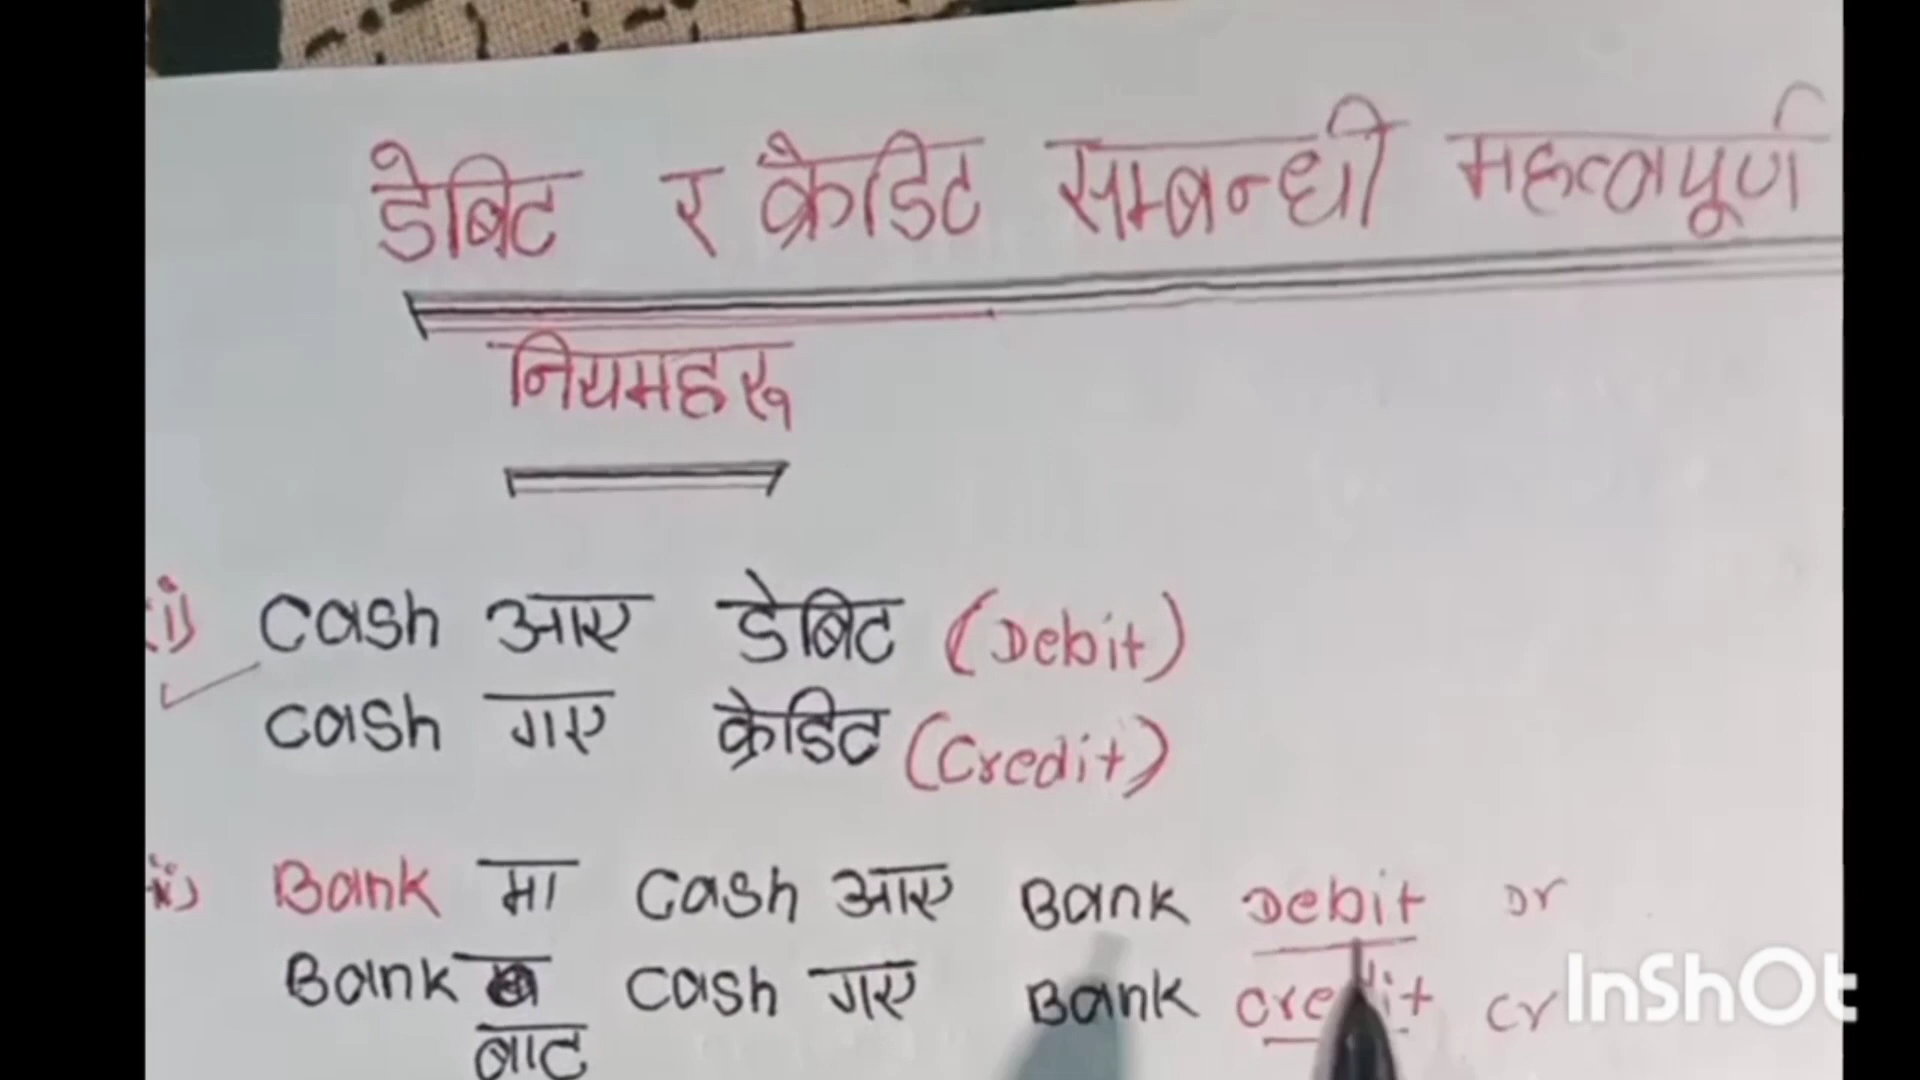 डेबिट र क्रेडिट सम्बन्धी महत्वपूर्ण
नियमहरू
(i) Cash आए डेबिट (Debit)
Cash गए क्रेडिट (Credit)
ii) Bank मा Cash आए Bank Debit Dr
Bank Cash गए Bank credit Cr
बाट
InShOt